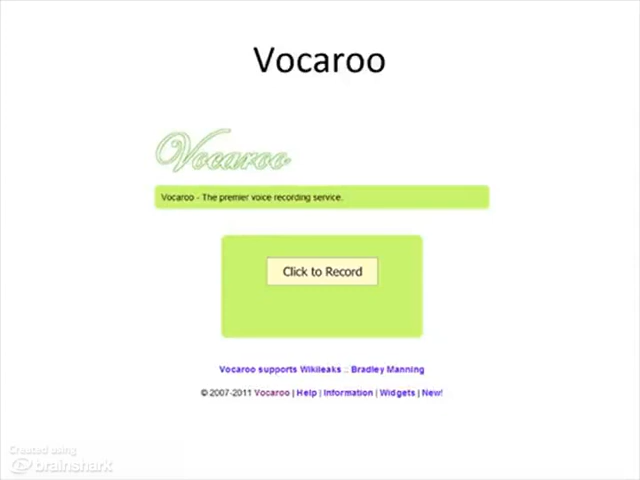 Vocaroo
Vocaroo
Vocaroo - The premier voice recording service.
Click to Record
Vocaroo supports Wikileaks :: Bradley Manning
© 2007-2011 Vocaroo | Help | Information | Widgets | New!
Created using
brainshark